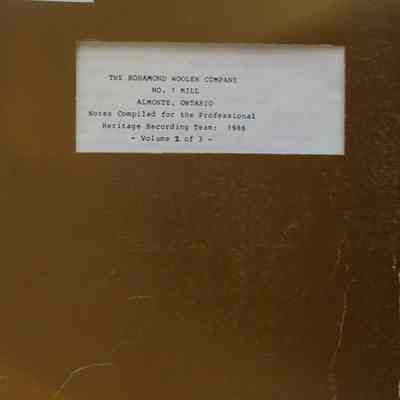 THE ROSAMOND WOOLEN COMPANY
NO. 1 MILL
ALMONTE, ONTARIO
Notes Compiled for the Professional
Heritage Recording Team: 1986
- Volume 1 of 3 -